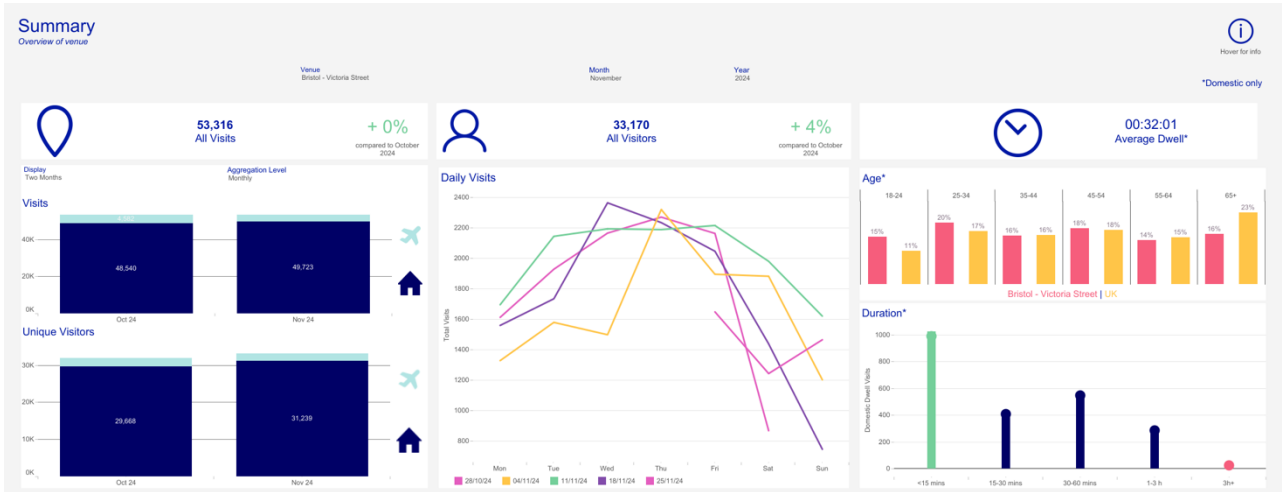 Summary
Overview of venue
Hover for info
Venue
Bristol - Victoria Street
Month
November
Year
2024
*Domestic only
53,316
All Visits
+ 0%
compared to October
2024
33,170
All Visitors
+ 4%
compared to October
2024
00:32:01
Average Dwell*
Display
Two Months
Aggregation Level
Monthly
Visits
40K
20K
0K
48,540
49,723
Oct 24
Nov 24
Unique Visitors
30K
20K
10K
0K
29,668
31,239
Oct 24
Nov 24
Daily Visits
Total Visits
2400
2200
2000
1800
1600
1400
1200
1000
800
Mon Tue Wed Thu Fri Sat Sun
28/10/24 04/11/24 11/11/24 18/11/24 25/11/24
Age*
18-24 25-34 35-44 45-54 55-64 65+
15% 11% 20% 17% 16% 16% 18% 18% 14% 15% 16% 23%
Bristol - Victoria Street | UK
Duration*
Domestic Dwell Visits
1000
800
600
400
200
0
<15 mins 15-30 mins 30-60 mins 1-3 h 3h+